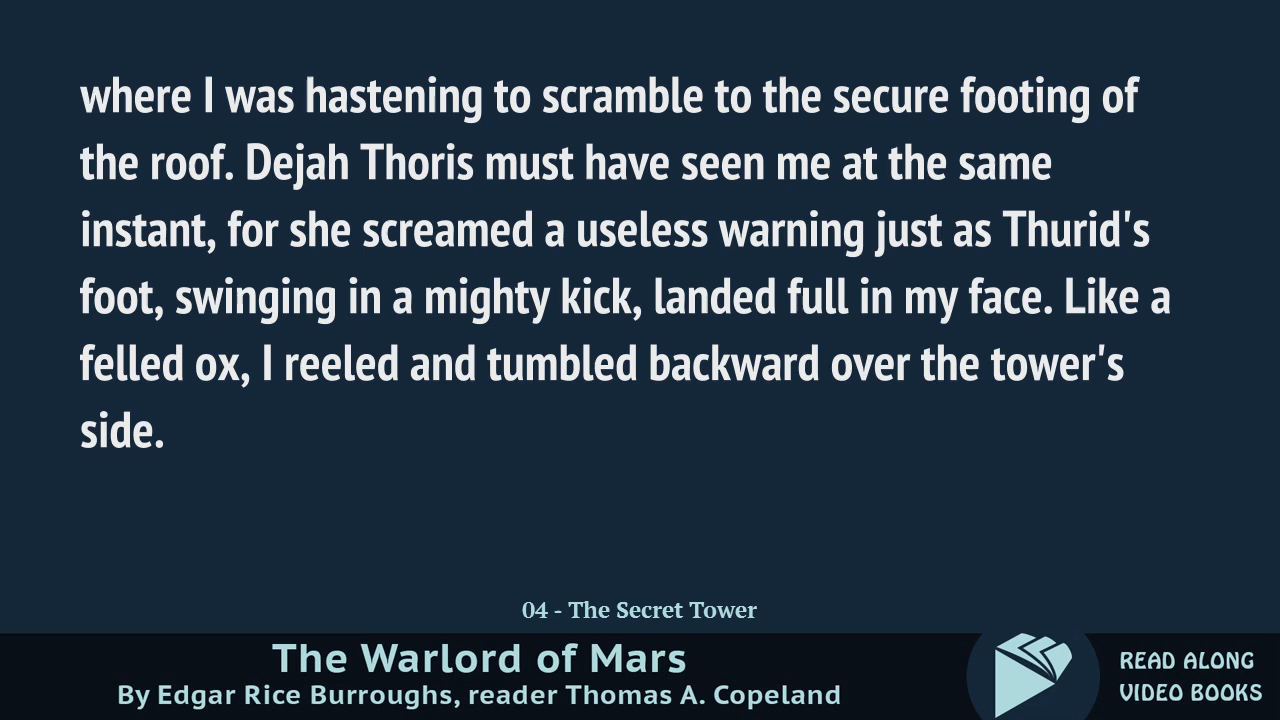 where I was hastening to scramble to the secure footing of
the roof. Dejah Thoris must have seen me at the same
instant, for she screamed a useless warning just as Thurid's
foot, swinging in a mighty kick, landed full in my face. Like a
felled ox, I reeled and tumbled backward over the tower's
side.
04 - The Secret Tower
The Warlord of Mars
By Edgar Rice Burroughs, reader Thomas A. Copeland
READ ALONG
VIDEO BOOKS